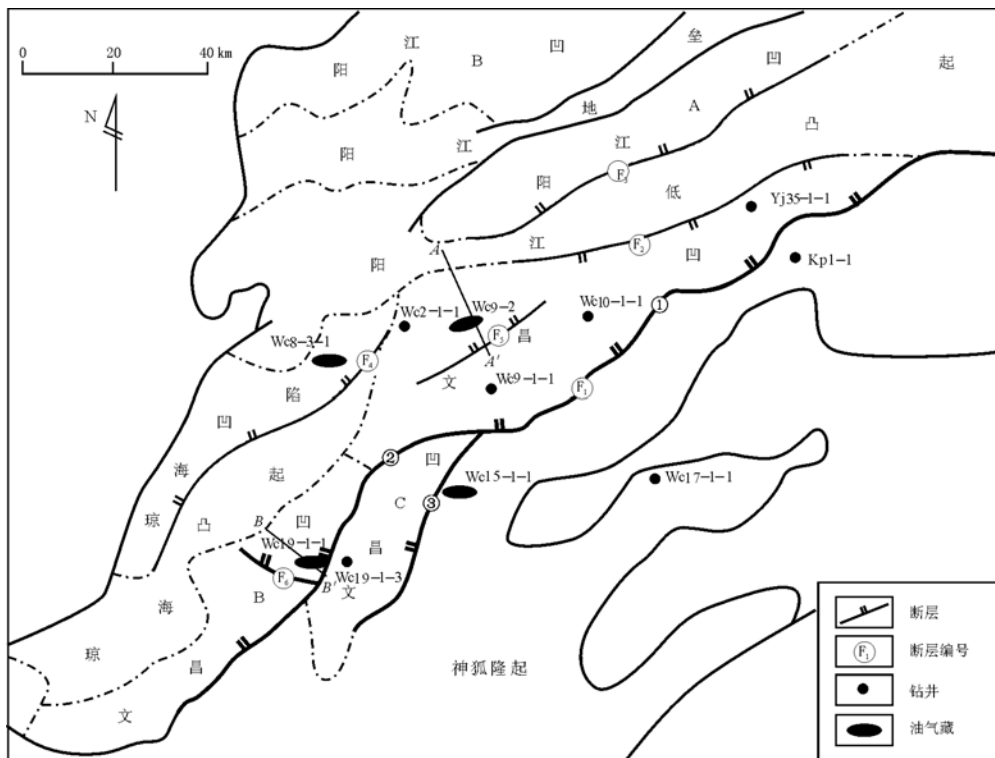 0 20 40 km
N
阳 江 B 凹
垒
地
阳 江 A 凹
起
凸
低
江
阳
阳 江
凹
F₂
Yj35-1-1
Kp1-1
A
A′
Wc9-2
Wc10-1-1
①
Wc2-1-1
Wc8-3-1
F₄
昌
文
Wc9-1-1
F₁
陷
凹
海
琼
②
凹
C
③
昌
文
Wc15-1-1
Wc17-1-1
起
凸
海
琼
B
B′
凹
Wc19-1-1
Wc19-1-3
F₆
B
昌
文
神狐隆起
断层
F₁ 断层编号
钻井
油气藏